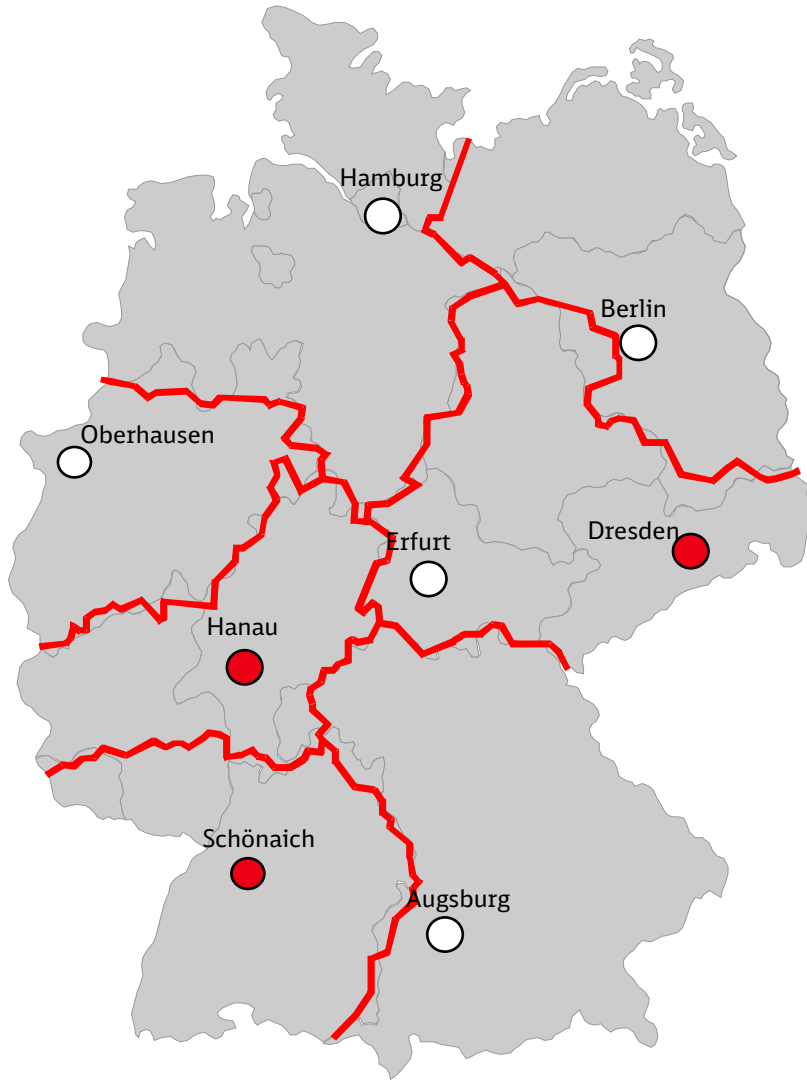 Hamburg
Berlin
Oberhausen
Dresden
Erfurt
Hanau
Schönaich
Augsburg